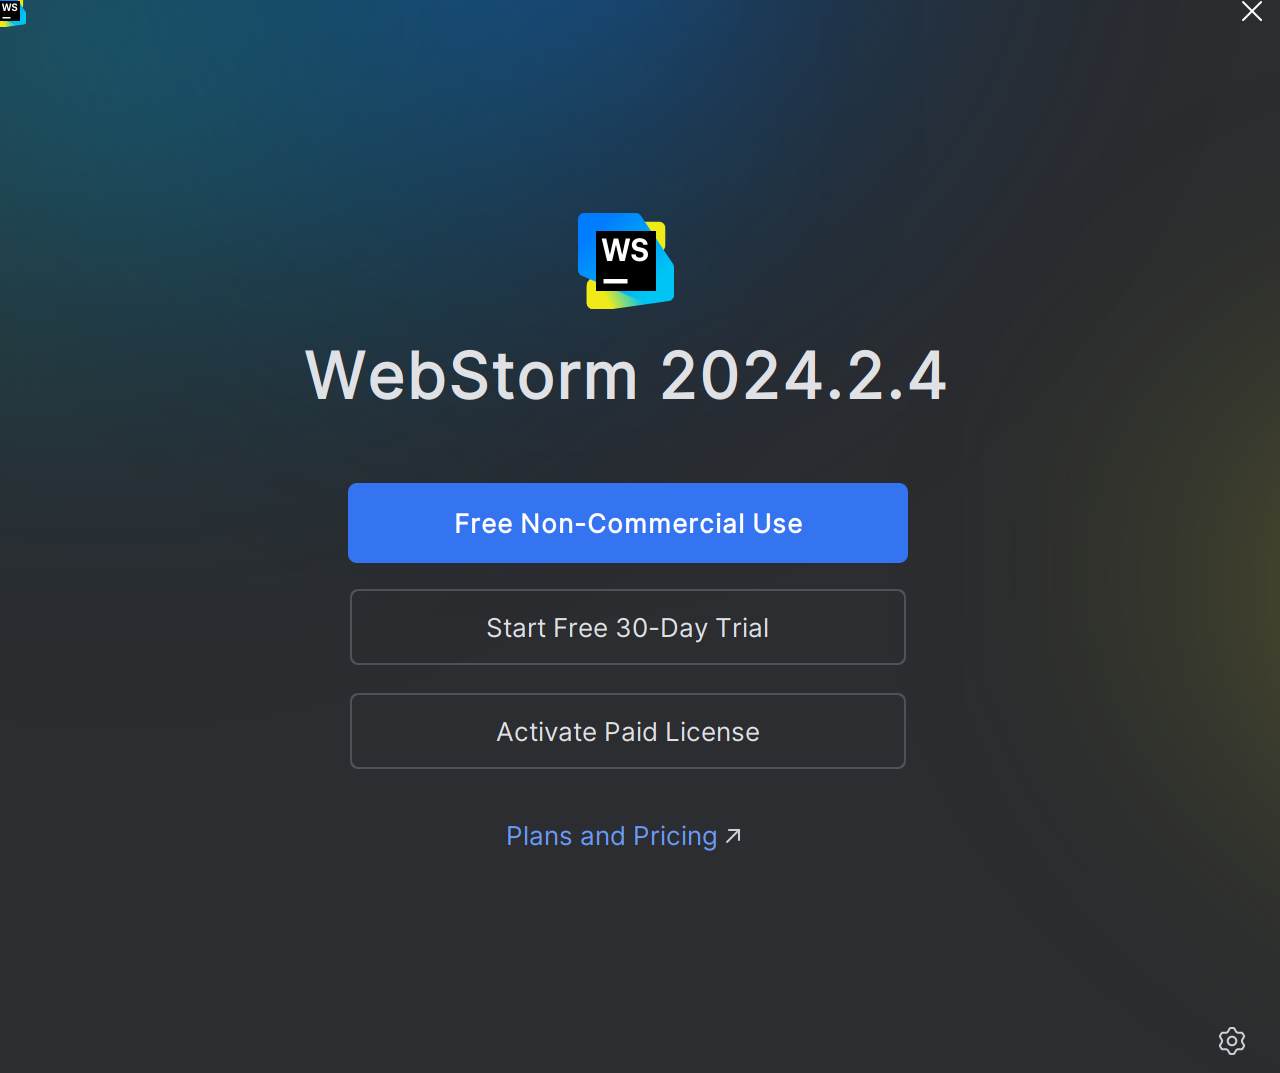 WS
WS
WebStorm 2024.2.4
Free Non-Commercial Use
Start Free 30-Day Trial
Activate Paid License
Plans and Pricing